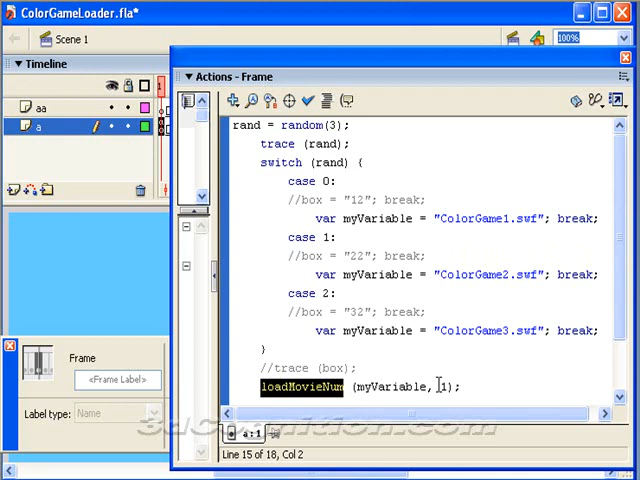 ColorGameLoader.fla*
Scene 1
100%
Timeline
1
aa
a
Actions - Frame
rand = random(3);
trace (rand);
switch (rand) {
case 0:
//box = "12"; break;
var myVariable = "ColorGame1.swf"; break;
case 1:
//box = "22"; break;
var myVariable = "ColorGame2.swf"; break;
case 2:
//box = "32"; break;
var myVariable = "ColorGame3.swf"; break;
}
//trace (box);
loadMovieNum (myVariable, 1);
Frame
<Frame Label>
Label type: Name
3dCognition.com
a:1
Line 15 of 18, Col 2